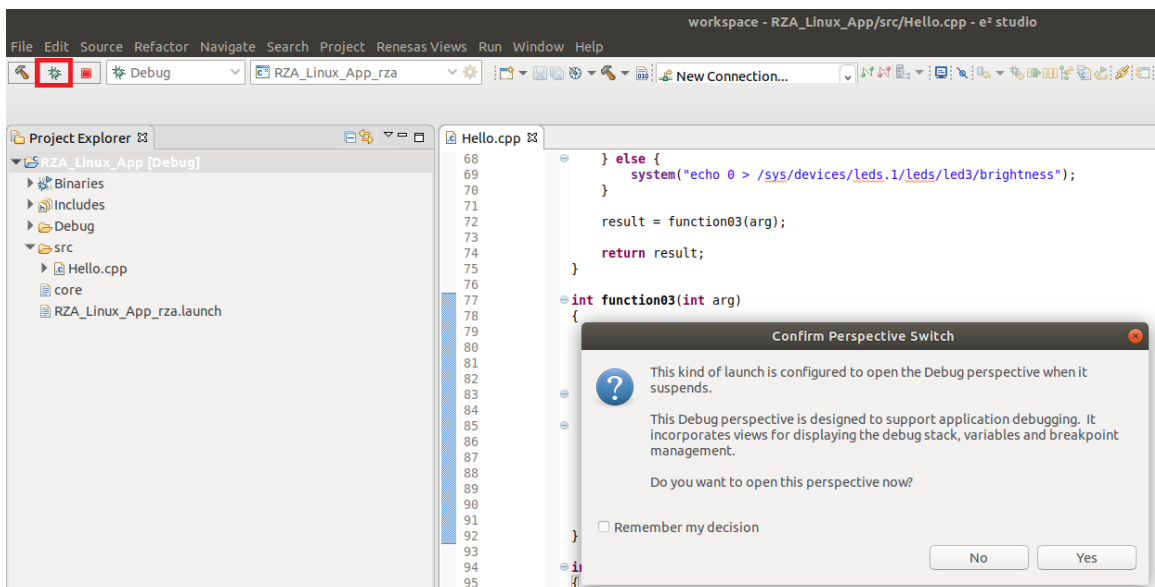 workspace - RZA_Linux_App/src/Hello.cpp - e² studio
File Edit Source Refactor Navigate Search Project Renesas Views Run Window Help
Debug RZA_Linux_App_rza New Connection...
Project Explorer
RZA_Linux_App [Debug]
Binaries
Includes
Debug
src
Hello.cpp
core
RZA_Linux_App_rza.launch
Hello.cpp
68 } else {
69 system("echo 0 > /sys/devices/leds.1/leds/led3/brightness");
70 }
71
72 result = function03(arg);
73
74 return result;
75 }
76
77 int function03(int arg)
78 {
79
80
81
82
83
84
85
86
87
88
89
90
91
92 }
93
94
95 {
Confirm Perspective Switch
This kind of launch is configured to open the Debug perspective when it
suspends.
This Debug perspective is designed to support application debugging. It
incorporates views for displaying the debug stack, variables and breakpoint
management.
Do you want to open this perspective now?
Remember my decision
No Yes